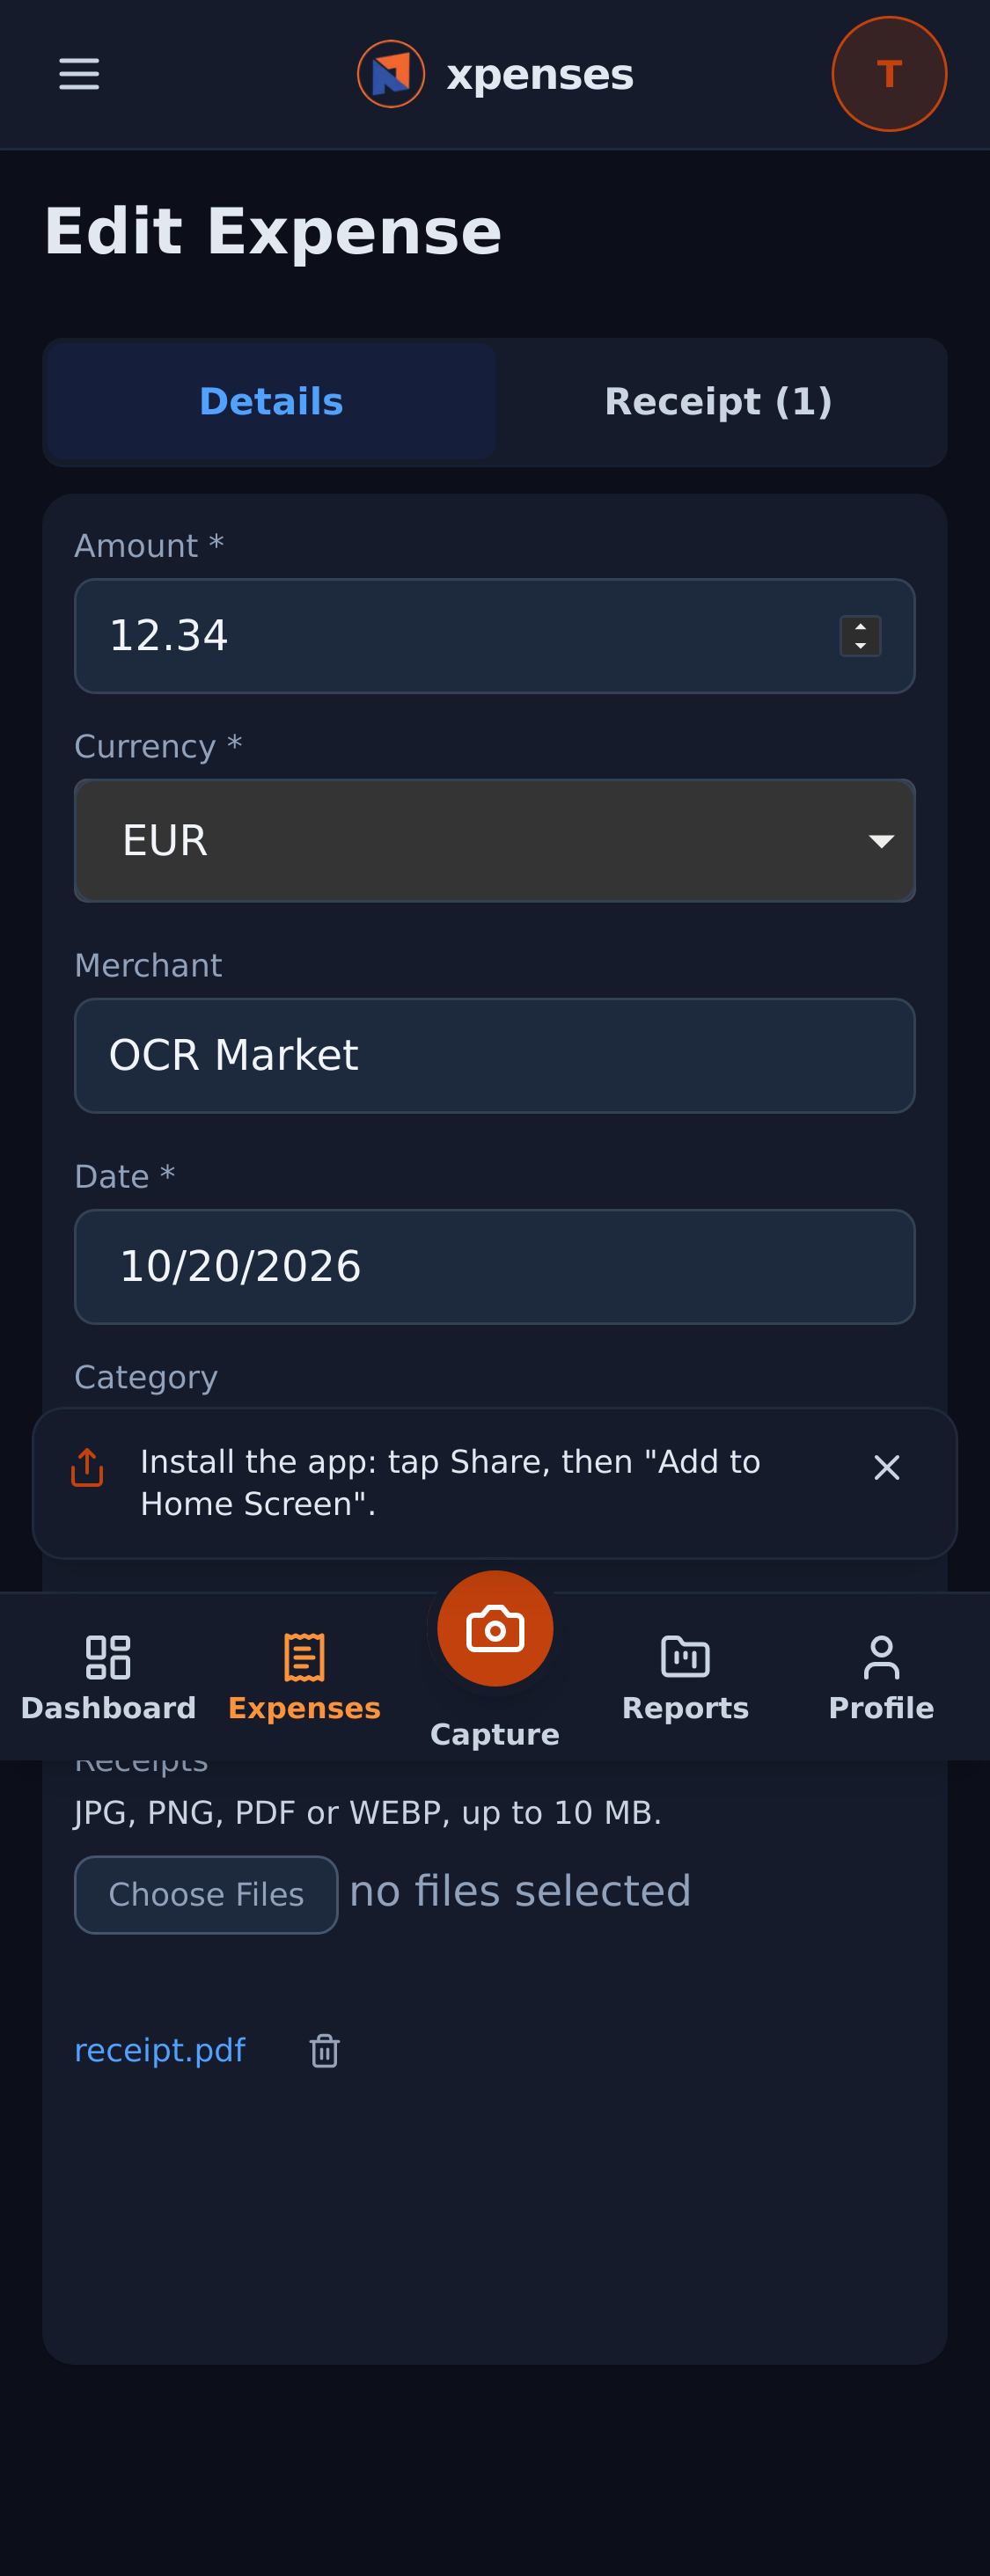 xpenses
T
Edit Expense
Details
Receipt (1)
Amount *
12.34
Currency *
EUR
Merchant
OCR Market
Date *
10/20/2026
Category
Install the app: tap Share, then "Add to
Home Screen".
Dashboard
Expenses
Capture
Reports
Profile
Receipts
JPG, PNG, PDF or WEBP, up to 10 MB.
Choose Files
no files selected
receipt.pdf